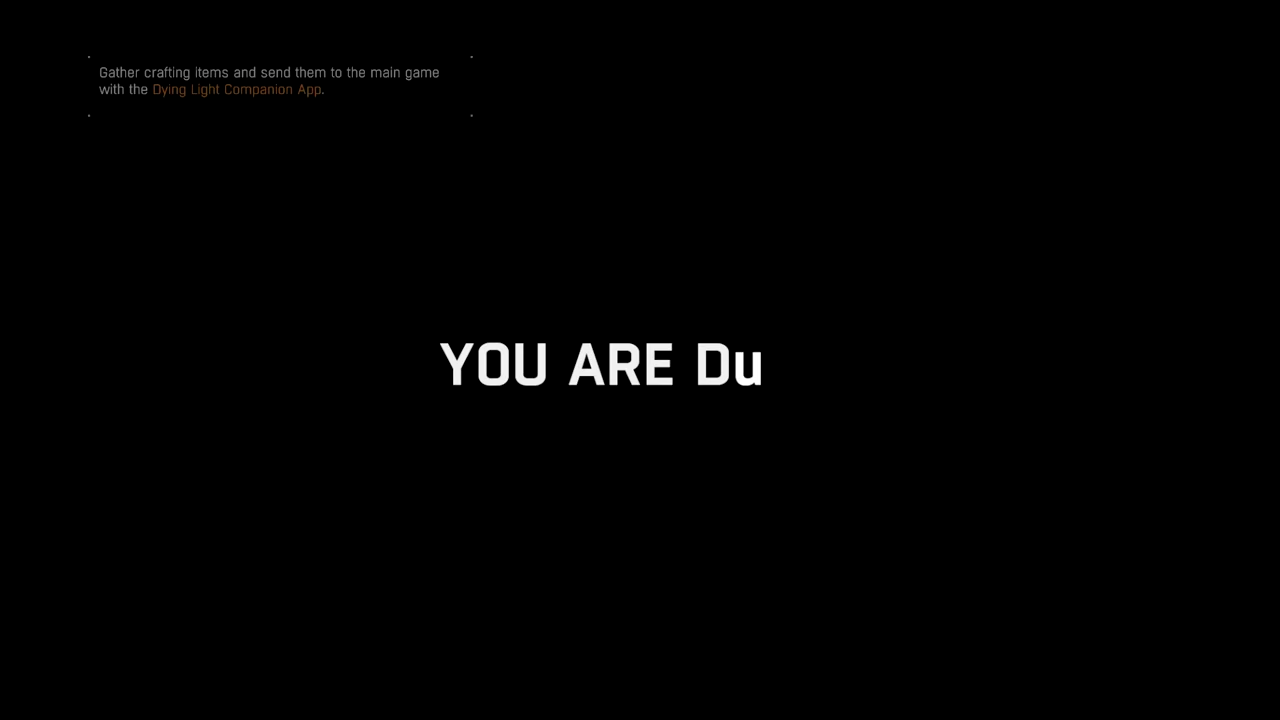 Gather crafting items and send them to the main game
with the Dying Light Companion App.
YOU ARE Du